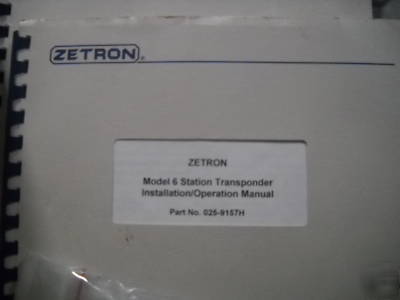 ZETRON®
ZETRON
Model 6 Station Transponder
Installation/Operation Manual
Part No. 025-9157H